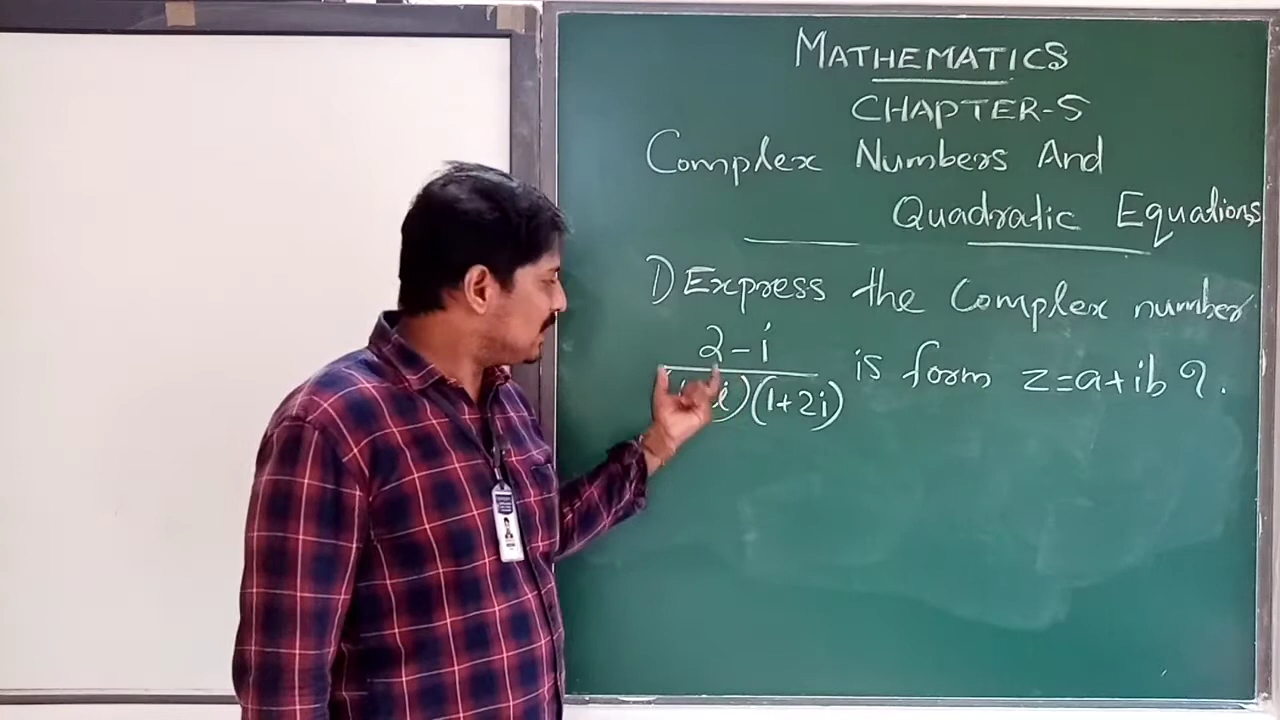 MATHEMATICS
CHAPTER-5
Complex Numbers And
Quadratic Equations
1) Express the Complex number
2-i
i)(1+2i)
is form z=a+ib ?.